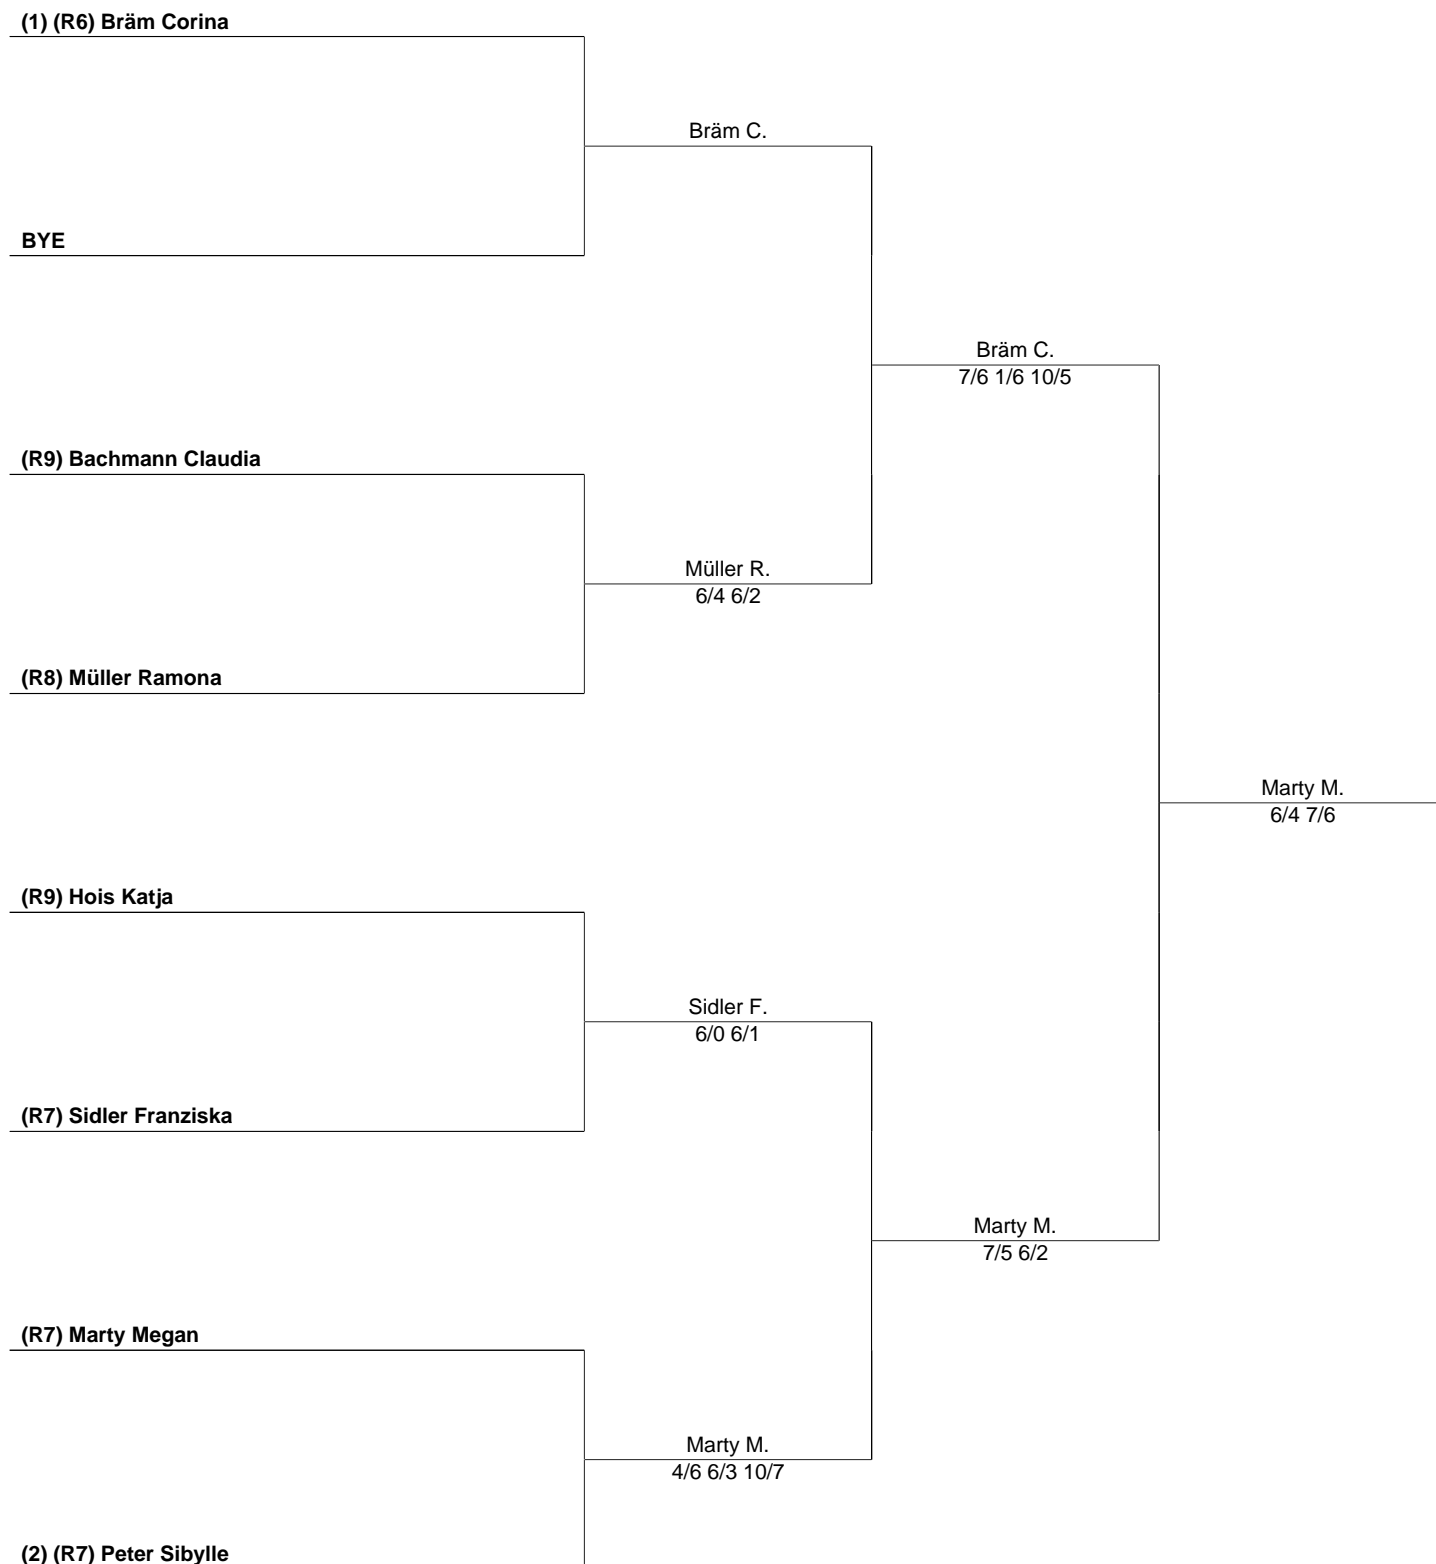 (1) (R6) Bräm Corina
Bräm C.
BYE
Bräm C.
7/6 1/6 10/5
(R9) Bachmann Claudia
Müller R.
6/4 6/2
(R8) Müller Ramona
Marty M.
6/4 7/6
(R9) Hois Katja
Sidler F.
6/0 6/1
(R7) Sidler Franziska
Marty M.
7/5 6/2
(R7) Marty Megan
Marty M.
4/6 6/3 10/7
(2) (R7) Peter Sibylle